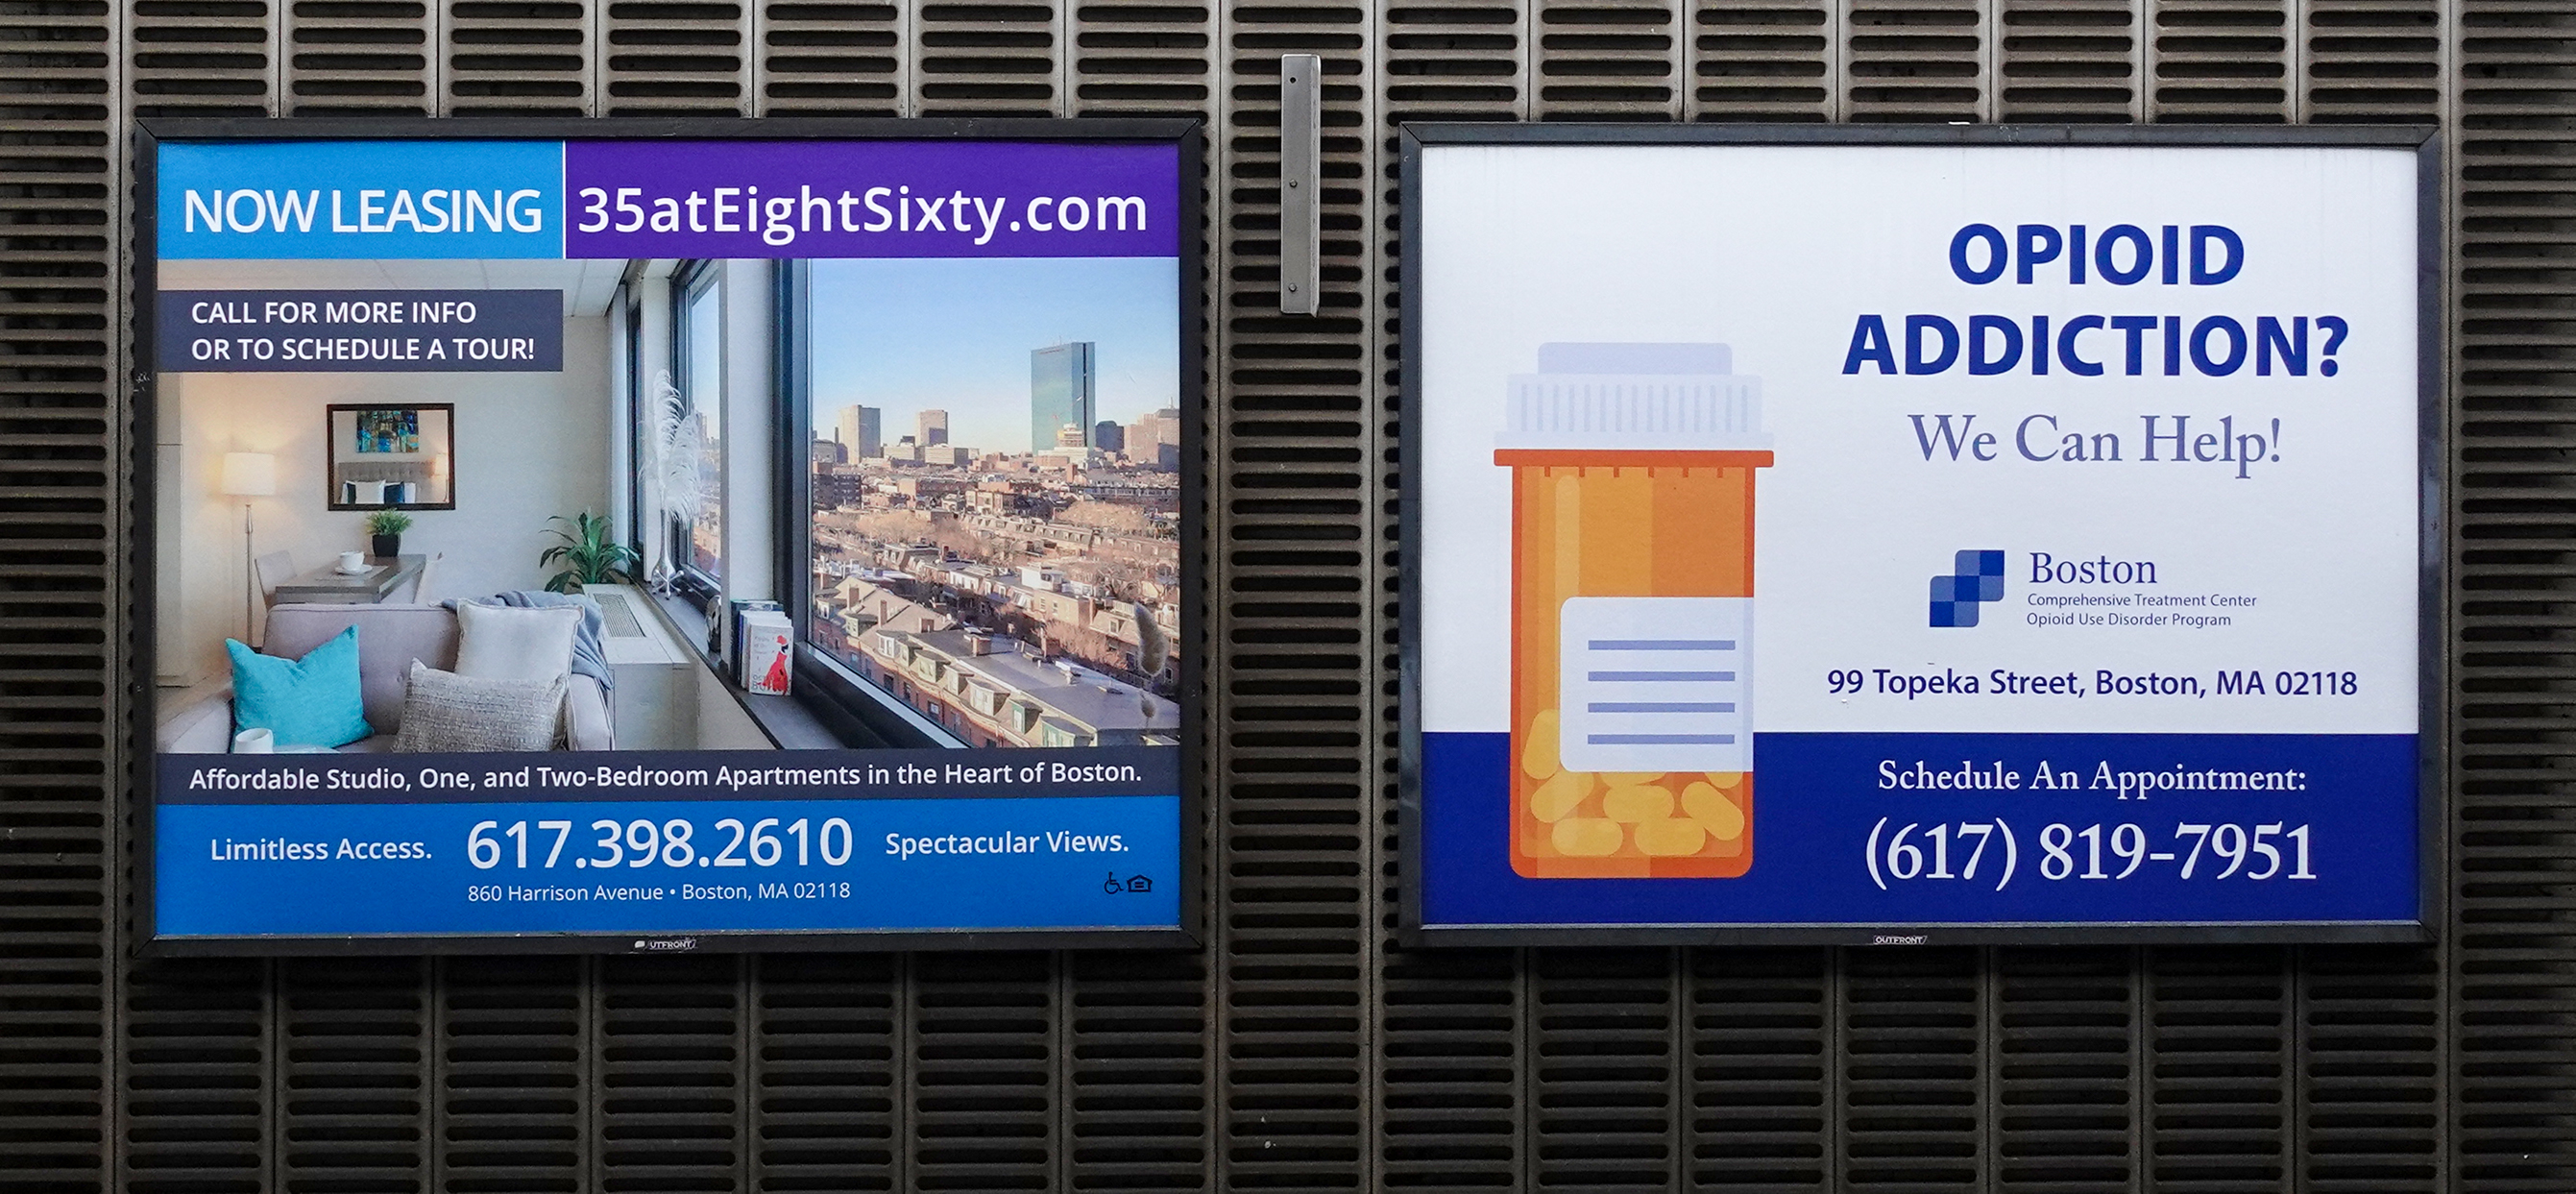 NOW LEASING
35atEightSixty.com
CALL FOR MORE INFO
OR TO SCHEDULE A TOUR!
Affordable Studio, One, and Two-Bedroom Apartments in the Heart of Boston.
Limitless Access.
617.398.2610
Spectacular Views.
860 Harrison Avenue • Boston, MA 02118
UTFRONT
OPIOID
ADDICTION?
We Can Help!
Boston
Comprehensive Treatment Center
Opioid Use Disorder Program
99 Topeka Street, Boston, MA 02118
Schedule An Appointment:
(617) 819-7951
OUTFRONT